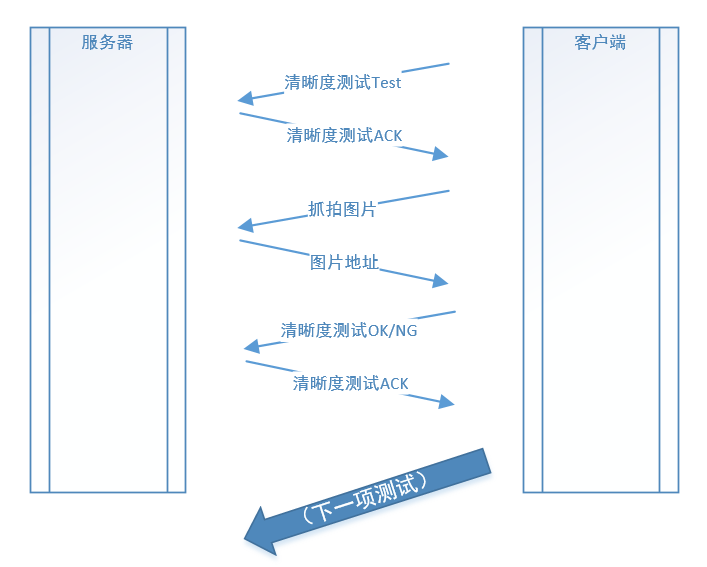 服务器
客户端
清晰度测试Test
清晰度测试ACK
抓拍图片
图片地址
清晰度测试OK/NG
清晰度测试ACK
（下一项测试）